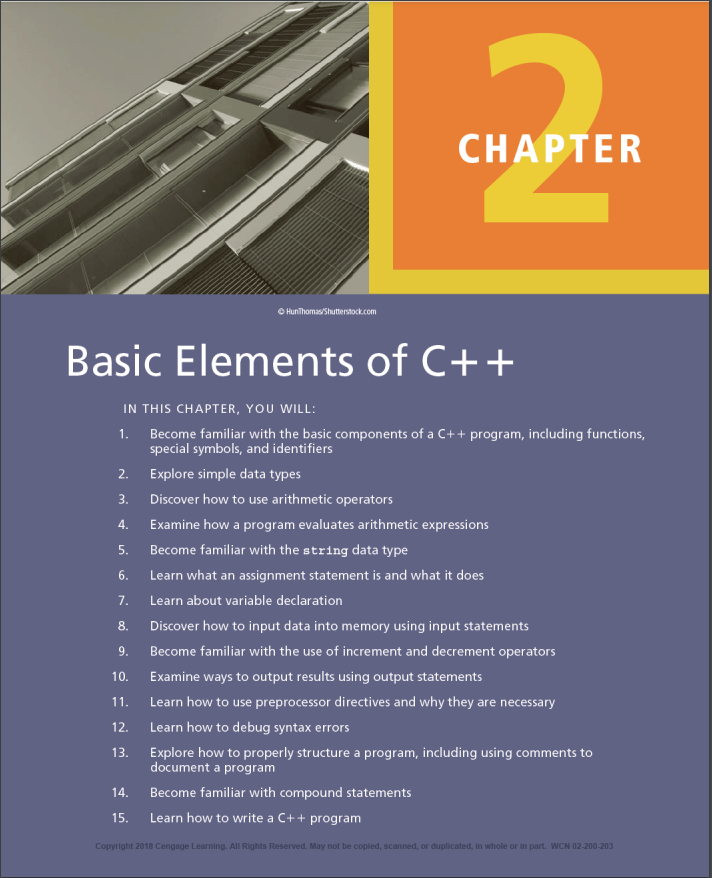 2
CHAPTER
© HunThomas/Shutterstock.com
Basic Elements of C++
IN THIS CHAPTER, YOU WILL:
1. Become familiar with the basic components of a C++ program, including functions,
special symbols, and identifiers
2. Explore simple data types
3. Discover how to use arithmetic operators
4. Examine how a program evaluates arithmetic expressions
5. Become familiar with the string data type
6. Learn what an assignment statement is and what it does
7. Learn about variable declaration
8. Discover how to input data into memory using input statements
9. Become familiar with the use of increment and decrement operators
10. Examine ways to output results using output statements
11. Learn how to use preprocessor directives and why they are necessary
12. Learn how to debug syntax errors
13. Explore how to properly structure a program, including using comments to
document a program
14. Become familiar with compound statements
15. Learn how to write a C++ program
Copyright 2018 Cengage Learning. All Rights Reserved. May not be copied, scanned, or duplicated, in whole or in part. WCN 02-200-203